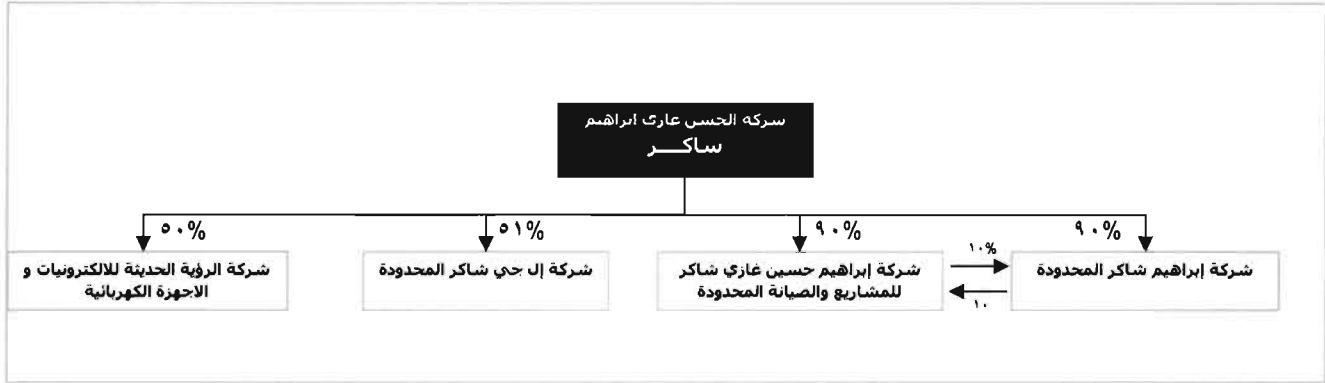 سركه الحسن عارى ابراهيم
ساكـــر
٩٠%
٩٠%
٥١%
٥٠%
شركة إبراهيم شاكر المحدودة
١٠%
١٠
شركة إبراهيم حسين غازي شاكر
للمشاريع والصيانة المحدودة
شركة إل جي شاكر المحدودة
شركة الرؤية الحديثة للالكترونيات و
الاجهزة الكهربائية